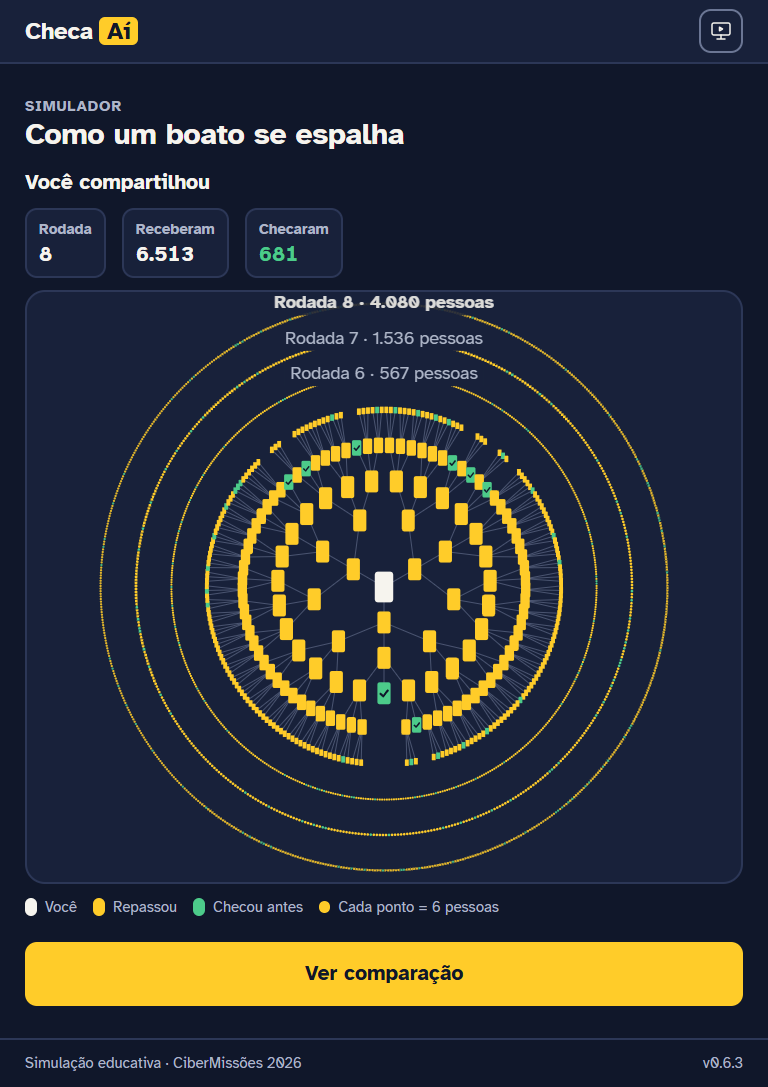 Checa Aí
SIMULADOR
Como um boato se espalha
Você compartilhou
Rodada
8
Receberam
6.513
Checaram
681
Rodada 8 · 4.080 pessoas
Rodada 7 · 1.536 pessoas
Rodada 6 · 567 pessoas
Você
Repassou
Checou antes
Cada ponto = 6 pessoas
Ver comparação
Simulação educativa · CiberMissões 2026
v0.6.3